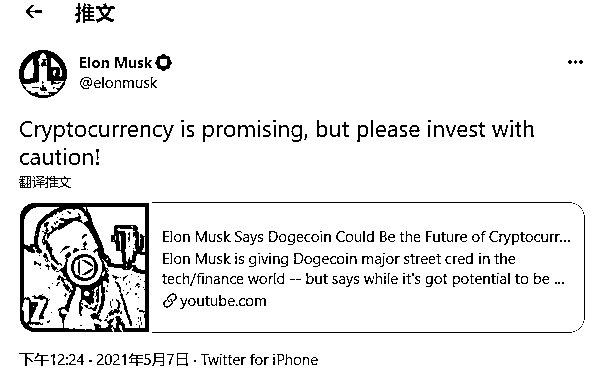 推文
Elon Musk
@elonmusk
Cryptocurrency is promising, but please invest with
caution!
翻译推文
Elon Musk Says Dogecoin Could Be the Future of Cryptocurr...
Elon Musk is giving Dogecoin major street cred in the
tech/finance world -- but says while it's got potential to be ...
youtube.com
下午12:24 · 2021年5月7日 · Twitter for iPhone